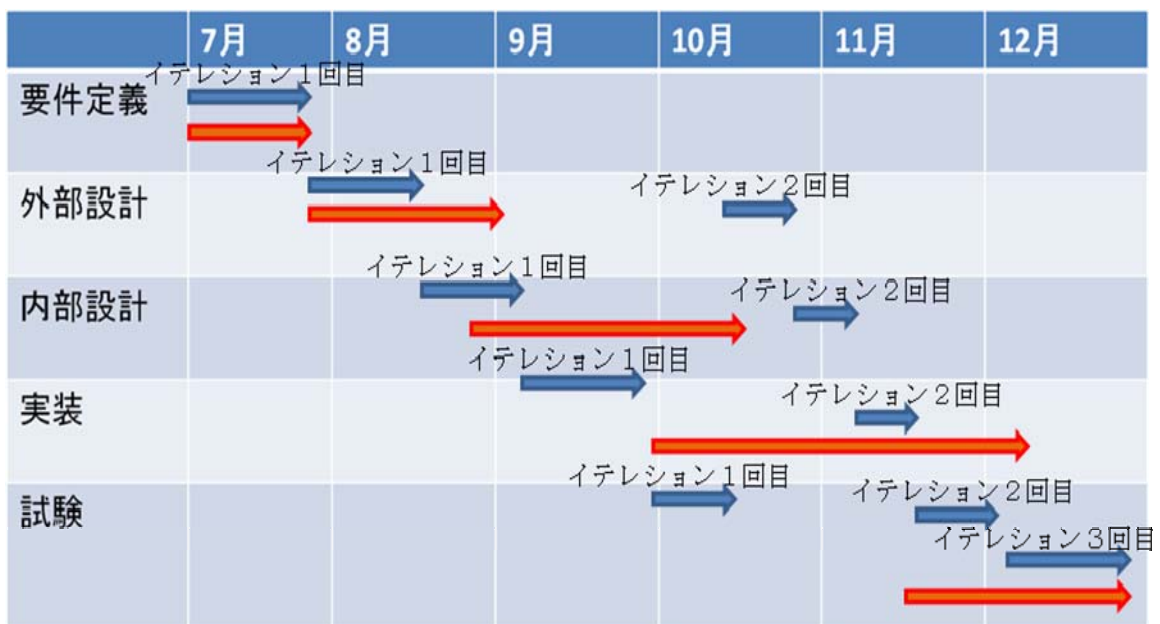 7月 8月 9月 10月 11月 12月
イテレション１回目
要件定義
イテレション１回目
イテレション２回目
外部設計
イテレション１回目
イテレション２回目
内部設計
イテレション１回目
イテレション２回目
実装
イテレション１回目
イテレション２回目
試験
イテレション３回目